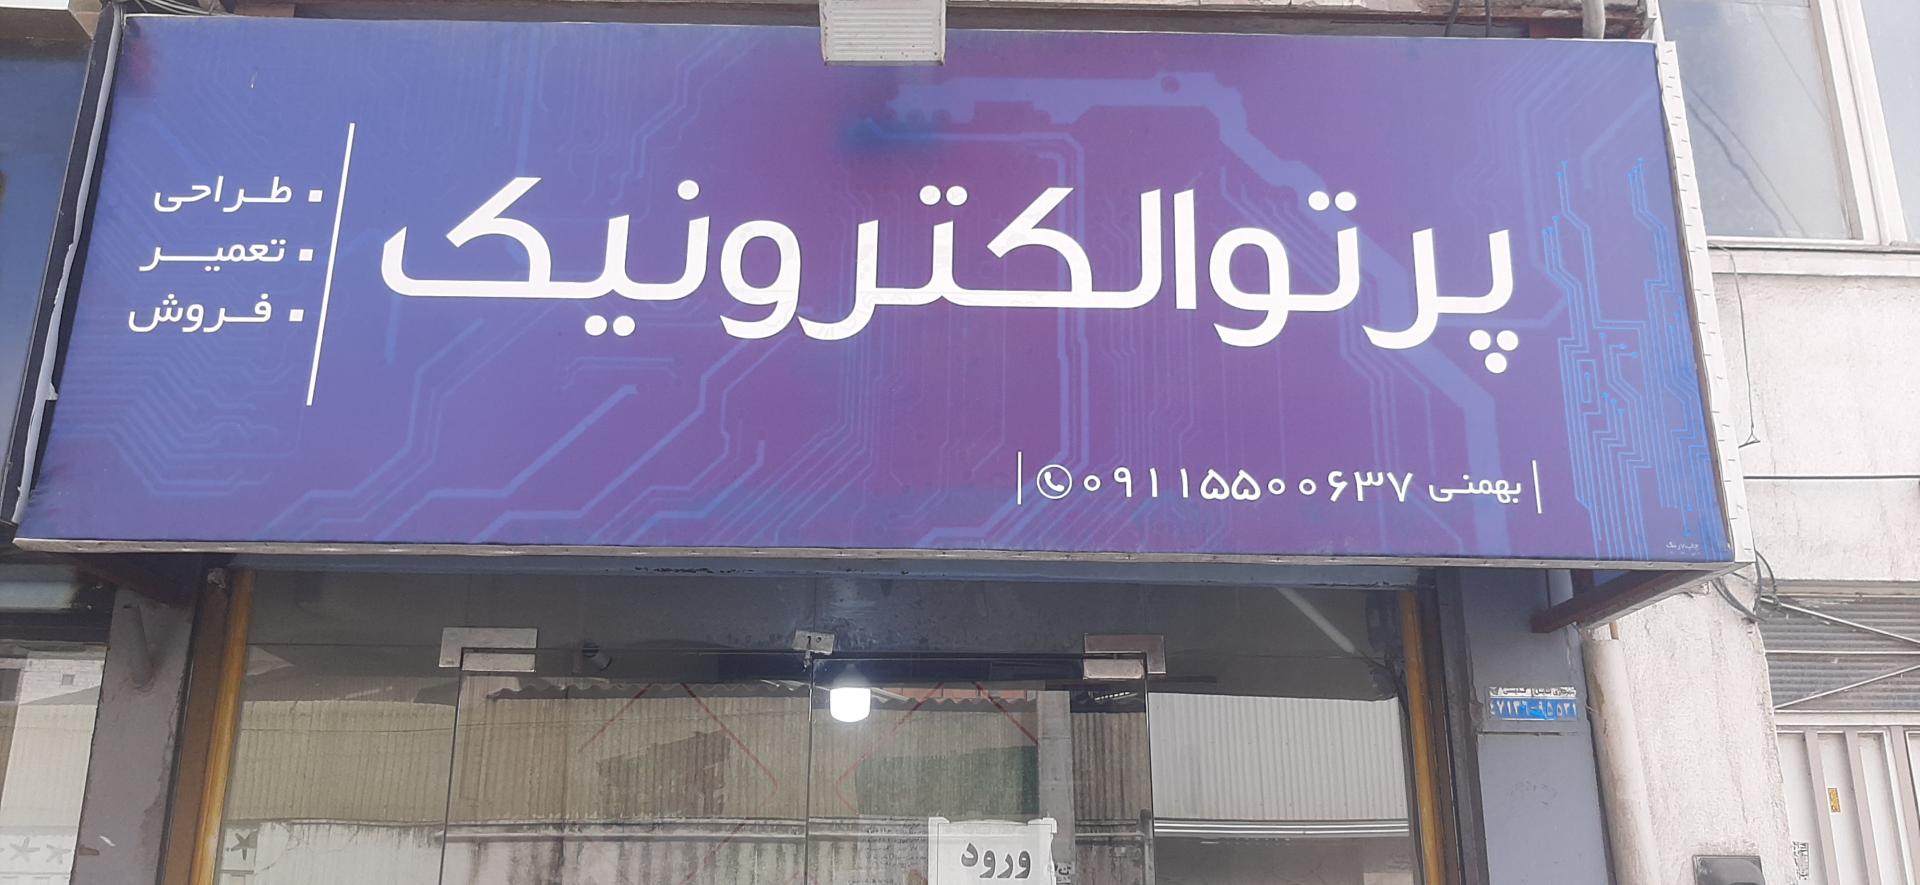 پرتوالکترونیک
▪ طراحی
▪ تعمیر
▪ فروش
بهمنی ۰۹۱۱۵۵۰۰۶۳۷
ورود